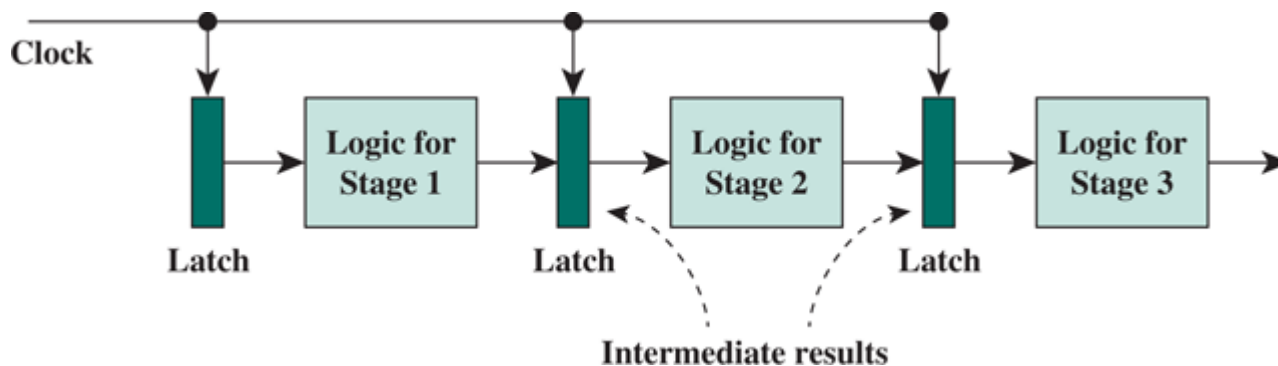 Clock
Logic for
Stage 1
Logic for
Stage 2
Logic for
Stage 3
Latch
Latch
Latch
Intermediate results